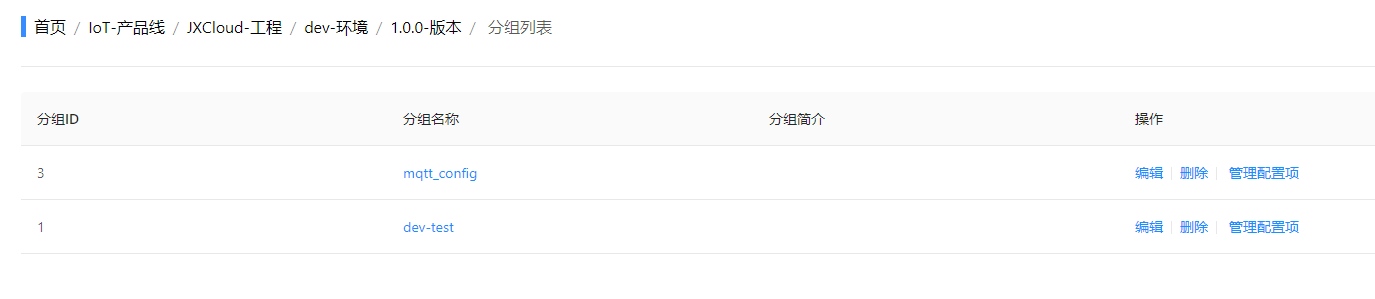 首页 / IoT-产品线 / JXCloud-工程 / dev-环境 / 1.0.0-版本 / 分组列表
分组ID 分组名称 分组简介 操作
3 mqtt_config 编辑 | 删除 | 管理配置项
1 dev-test 编辑 | 删除 | 管理配置项